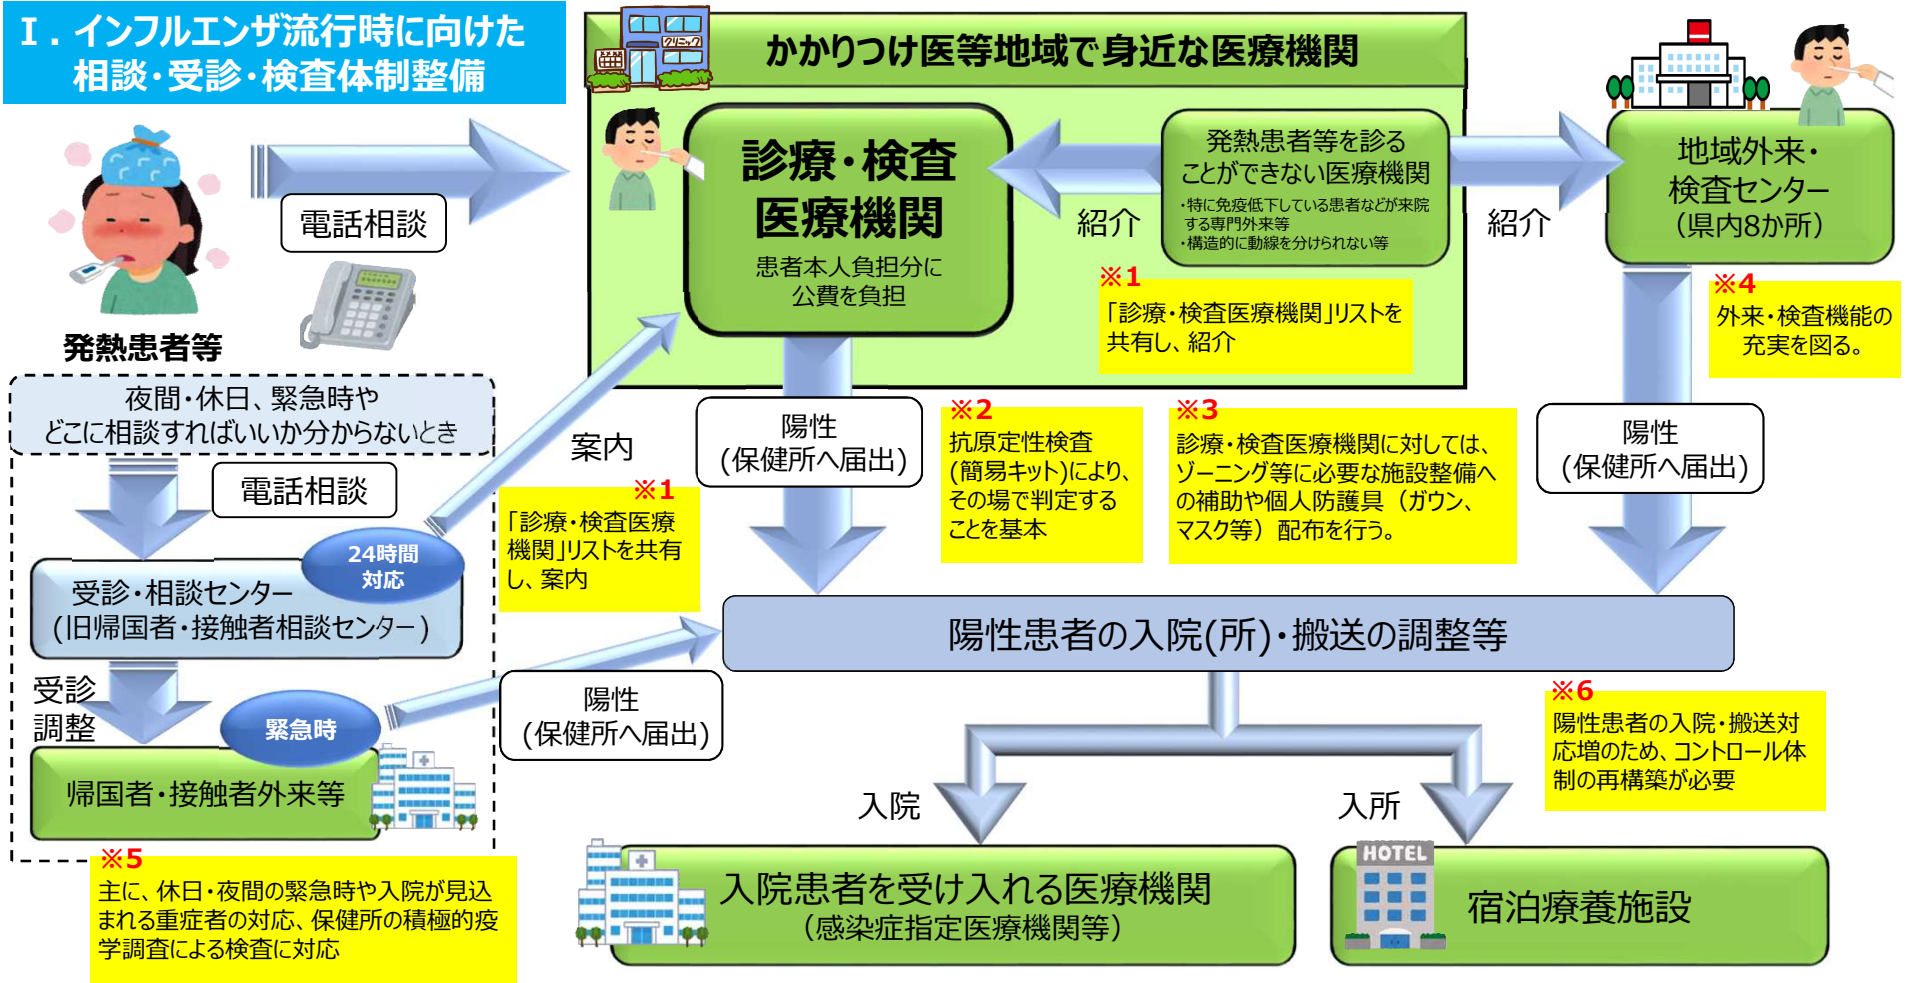 Ⅰ．インフルエンザ流行時に向けた
相談・受診・検査体制整備
クリニック
かかりつけ医等地域で身近な医療機関
発熱患者等
電話相談
診療・検査
医療機関
患者本人負担分に
公費を負担
紹介
発熱患者等を診る
ことができない医療機関
・特に免疫低下している患者などが来院
する専門外来等
・構造的に動線を分けられない等
紹介
地域外来・
検査センター
（県内8か所）
※1
「診療・検査医療機関」リストを
共有し、紹介
※4
外来・検査機能の
充実を図る。
夜間・休日、緊急時や
どこに相談すればいいか分からないとき
電話相談
24時間
対応
受診・相談センター
(旧帰国者・接触者相談センター)
案内
※1
「診療・検査医療
機関」リストを共有
し、案内
陽性
(保健所へ届出)
※2
抗原定性検査
(簡易キット)により、
その場で判定する
ことを基本
※3
診療・検査医療機関に対しては、
ゾーニング等に必要な施設整備へ
の補助や個人防護具（ガウン、
マスク等）配布を行う。
陽性
(保健所へ届出)
陽性患者の入院(所)・搬送の調整等
受診
調整
緊急時
帰国者・接触者外来等
陽性
(保健所へ届出)
※5
主に、休日・夜間の緊急時や入院が見込
まれる重症者の対応、保健所の積極的疫
学調査による検査に対応
※6
陽性患者の入院・搬送対
応増のため、コントロール体
制の再構築が必要
入院
入所
入院患者を受け入れる医療機関
（感染症指定医療機関等）
HOTEL
宿泊療養施設